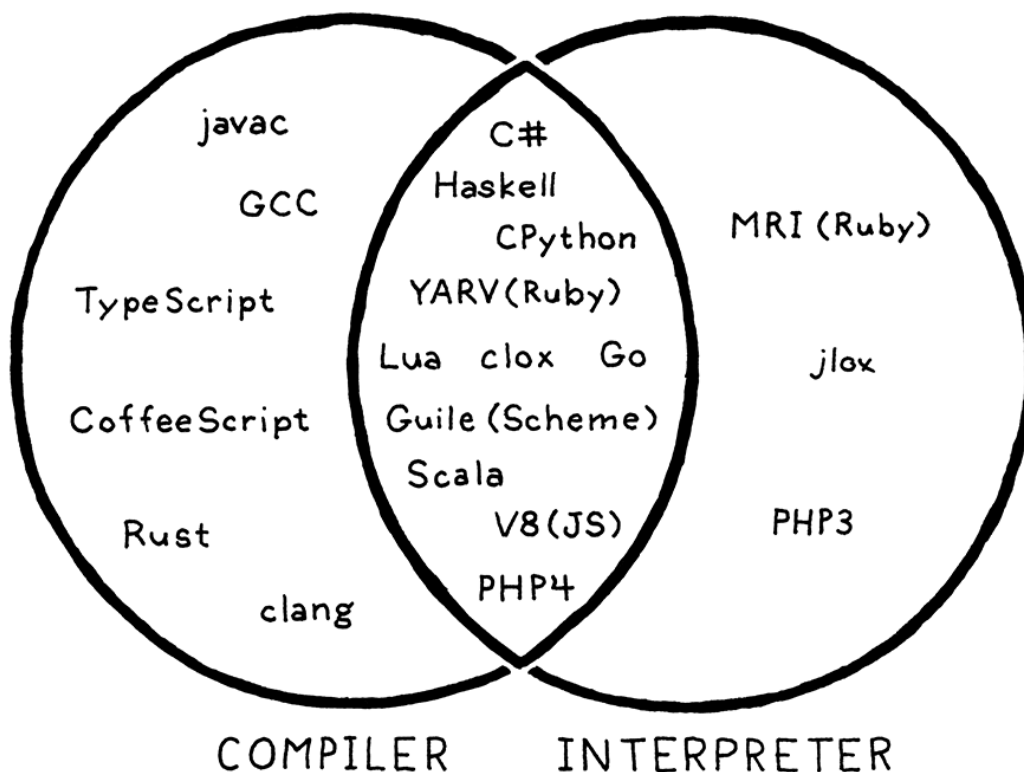 javac
GCC
TypeScript
CoffeeScript
Rust
clang
C#
Haskell
CPython
YARV(Ruby)
Lua clox Go
Guile (Scheme)
Scala
V8(JS)
PHP4
MRI (Ruby)
jlox
PHP3
COMPILER
INTERPRETER